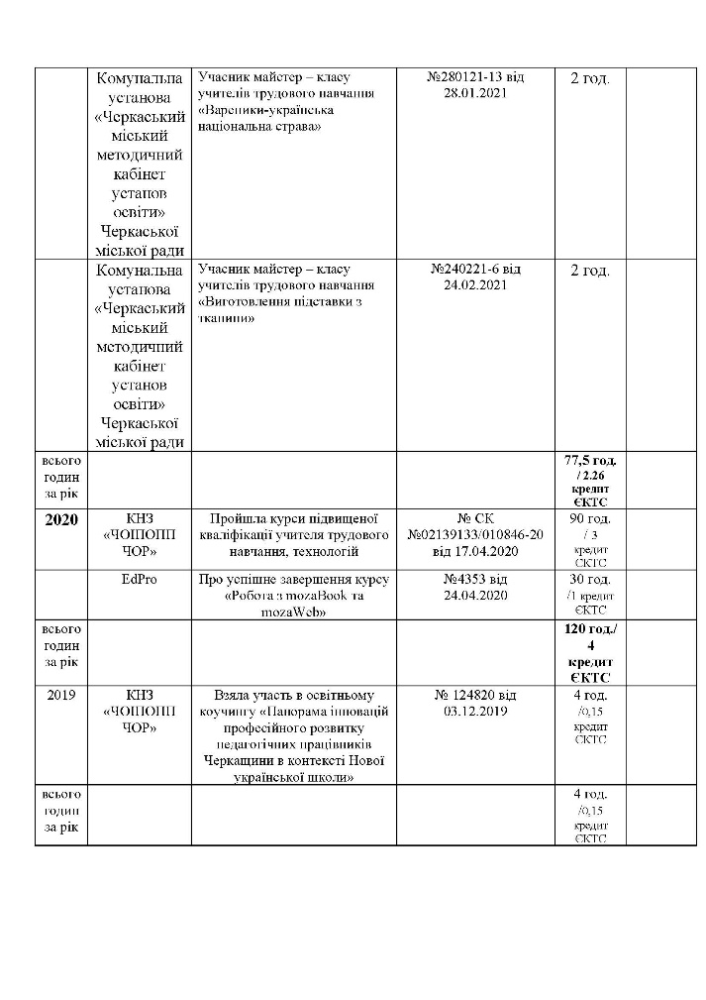 Комунальна
установа
«Черкаський
міський
методичний
кабінет
установ
освіти»
Черкаської
міської ради
Учасник майстер – класу
учителів трудового навчання
«Вареники-українська
національна страва»
№280121-13 від
28.01.2021
2 год.
Комунальна
установа
«Черкаський
міський
методичний
кабінет
установ
освіти»
Черкаської
міської ради
Учасник майстер – класу
учителів трудового навчання
«Виготовлення підставки з
тканини»
№240221-6 від
24.02.2021
2 год.
всього
годин
за рік
77,5 год.
/ 2.26
кредит
ЄКТС
2020
КНЗ
«ЧОІПОПП
ЧОР»
Пройшла курси підвищеної
кваліфікації учителя трудового
навчання, технологій
№ СК
№02139133/010846-20
від 17.04.2020
90 год.
/ 3
кредит
ЄКТС
EdPro
Про успішне завершення курсу
«Робота з mozaBook та
mozaWeb»
№4353 від
24.04.2020
30 год.
/1 кредит
ЄКТС
всього
годин
за рік
120 год./
4
кредит
ЄКТС
2019
КНЗ
«ЧОІПОПП
ЧОР»
Взяла участь в освітньому
коучингу «Панорама інновацій
професійного розвитку
педагогічних працівників
Черкащини в контексті Нової
української школи»
№ 124820 від
03.12.2019
4 год.
/0,15
кредит
ЄКТС
всього
годин
за рік
4 год.
/0,15
кредит
ЄКТС